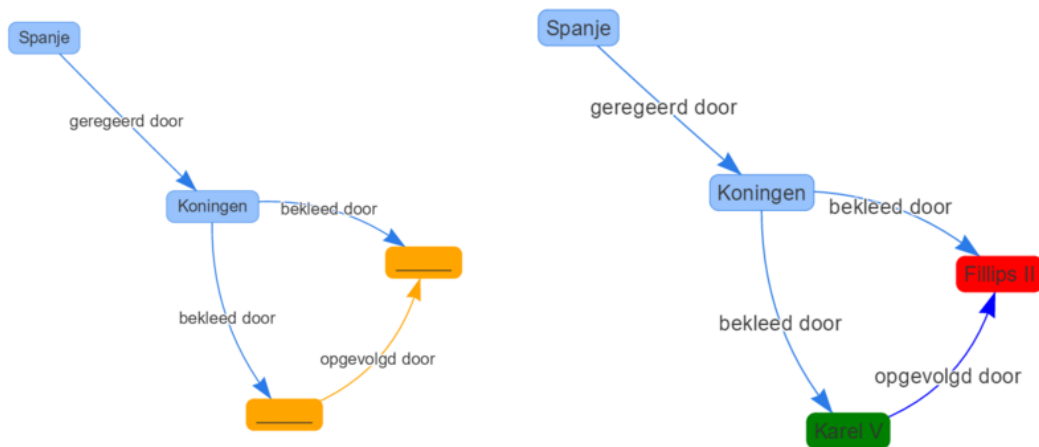 Spanje
geregeerd door
Koningen
bekleed door
bekleed door
opgevolgd door
Spanje
geregeerd door
Koningen
bekleed door
Fillips II
bekleed door
opgevolgd door
Karel V